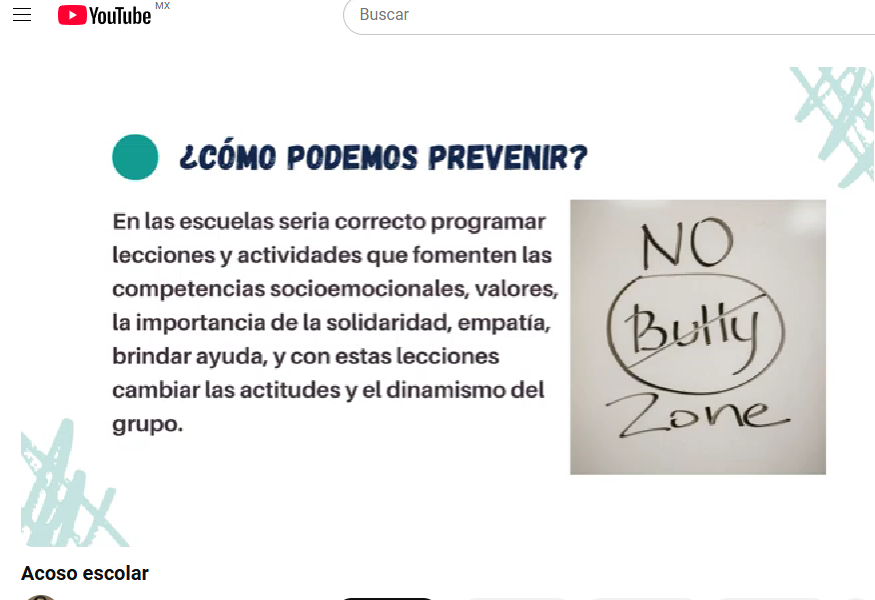 YouTube MX
Buscar
¿CÓMO PODEMOS PREVENIR?
En las escuelas seria correcto programar
lecciones y actividades que fomenten las
competencias socioemocionales, valores,
la importancia de la solidaridad, empatía,
brindar ayuda, y con estas lecciones
cambiar las actitudes y el dinamismo del
grupo.
NO
Bully
Zone
Acoso escolar